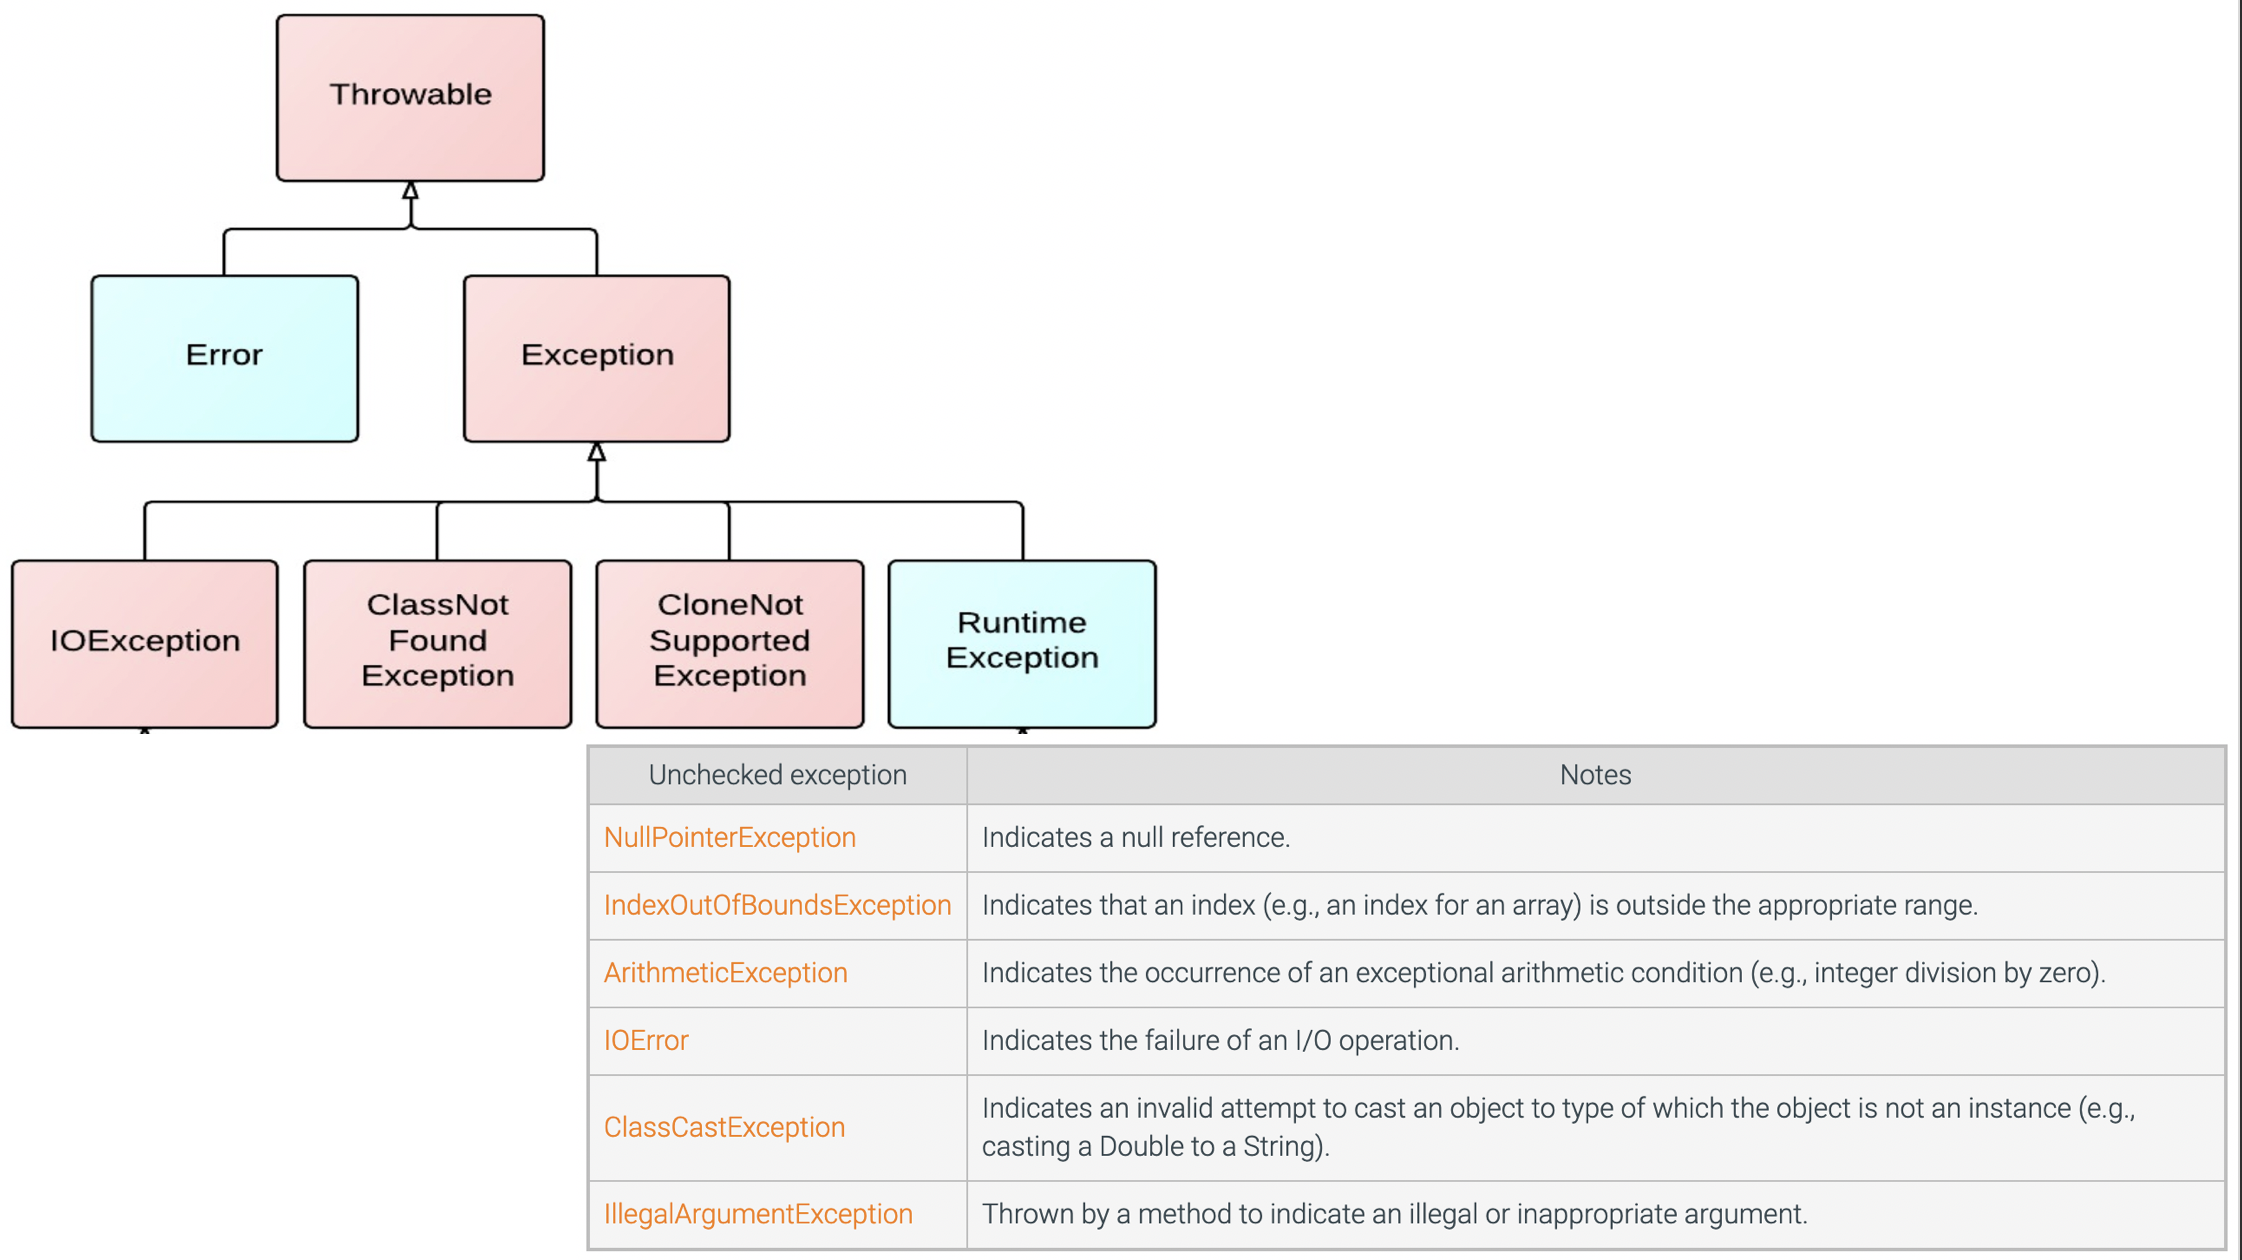 Throwable
Error
Exception
IOException
ClassNot
Found
Exception
CloneNot
Supported
Exception
Runtime
Exception
Unchecked exception
Notes
NullPointerException
Indicates a null reference.
IndexOutOfBoundsException
Indicates that an index (e.g., an index for an array) is outside the appropriate range.
ArithmeticException
Indicates the occurrence of an exceptional arithmetic condition (e.g., integer division by zero).
IOError
Indicates the failure of an I/O operation.
ClassCastException
Indicates an invalid attempt to cast an object to type of which the object is not an instance (e.g.,
casting a Double to a String).
IllegalArgumentException
Thrown by a method to indicate an illegal or inappropriate argument.